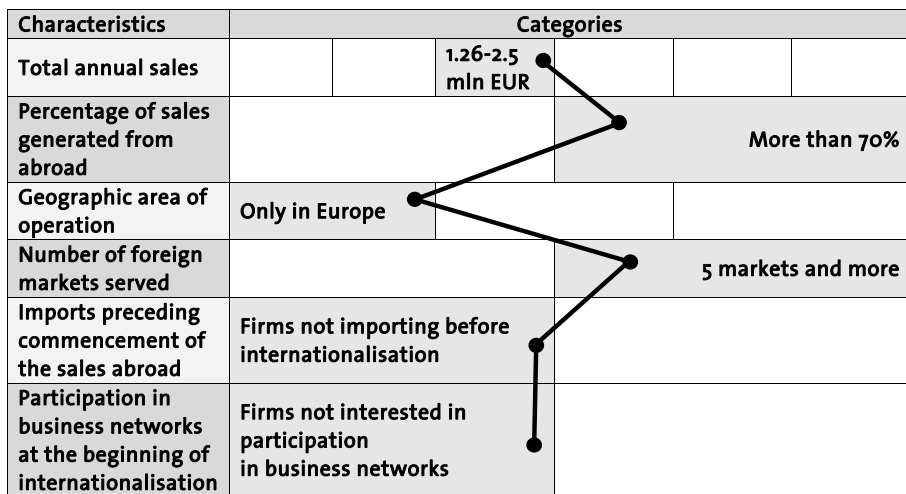 Characteristics
Categories
Total annual sales
1.26-2.5
mln EUR
Percentage of sales
generated from
abroad
More than 70%
Geographic area of
operation
Only in Europe
Number of foreign
markets served
5 markets and more
Imports preceding
commencement of
the sales abroad
Firms not importing before
internationalisation
Participation in
business networks
at the beginning of
internationalisation
Firms not interested in
participation
in business networks